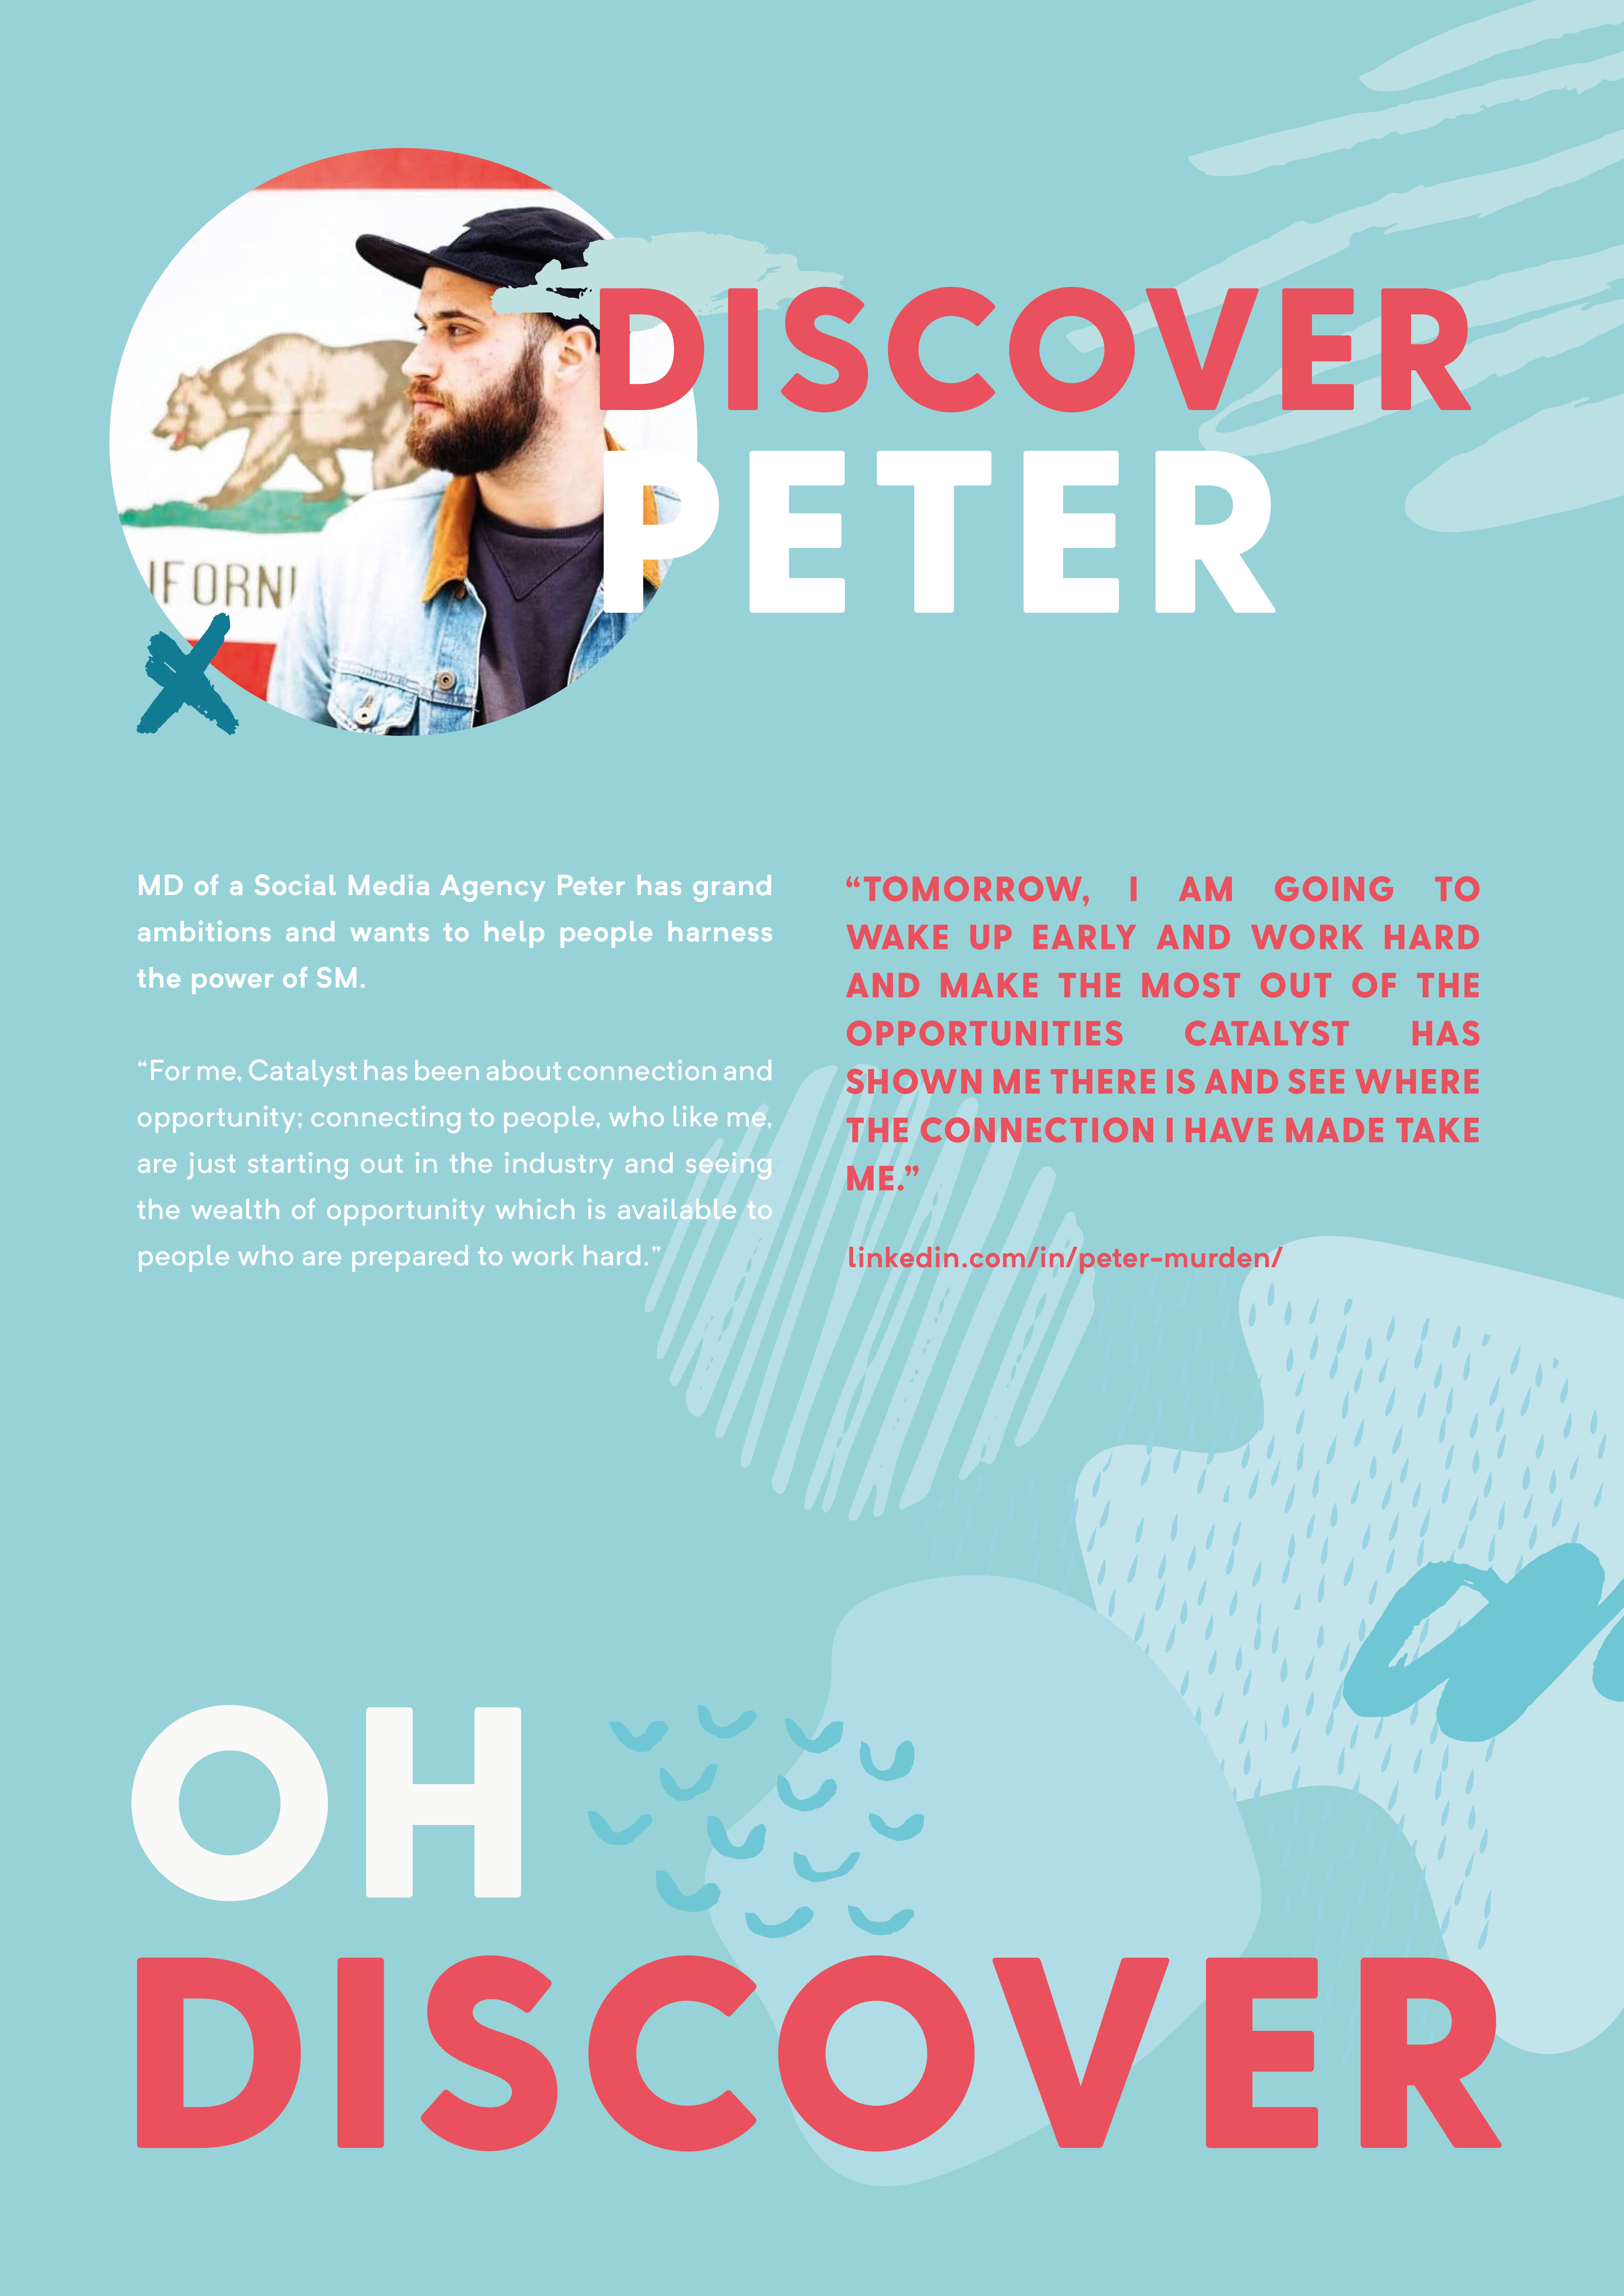 IFORNI
DISCOVER
PETER
MD of a Social Media Agency Peter has grand
ambitions and wants to help people harness
the power of SM.
“For me, Catalyst has been about connection and
opportunity; connecting to people, who like me,
are just starting out in the industry and seeing
the wealth of opportunity which is available to
people who are prepared to work hard.”
“TOMORROW, I AM GOING TO
WAKE UP EARLY AND WORK HARD
AND MAKE THE MOST OUT OF THE
OPPORTUNITIES CATALYST HAS
SHOWN ME THERE IS AND SEE WHERE
THE CONNECTION I HAVE MADE TAKE
ME.”
linkedin.com/in/peter-murden/
OH
DISCOVER